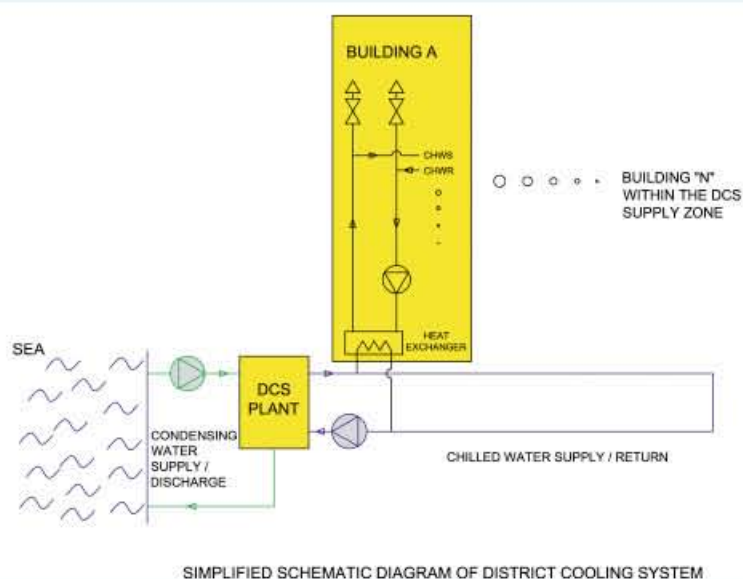 BUILDING A
CHWS
CHWR
BUILDING "N"
WITHIN THE DCS
SUPPLY ZONE
HEAT
EXCHANGER
SEA
DCS
PLANT
CONDENSING
WATER
SUPPLY /
DISCHARGE
CHILLED WATER SUPPLY / RETURN
SIMPLIFIED SCHEMATIC DIAGRAM OF DISTRICT COOLING SYSTEM